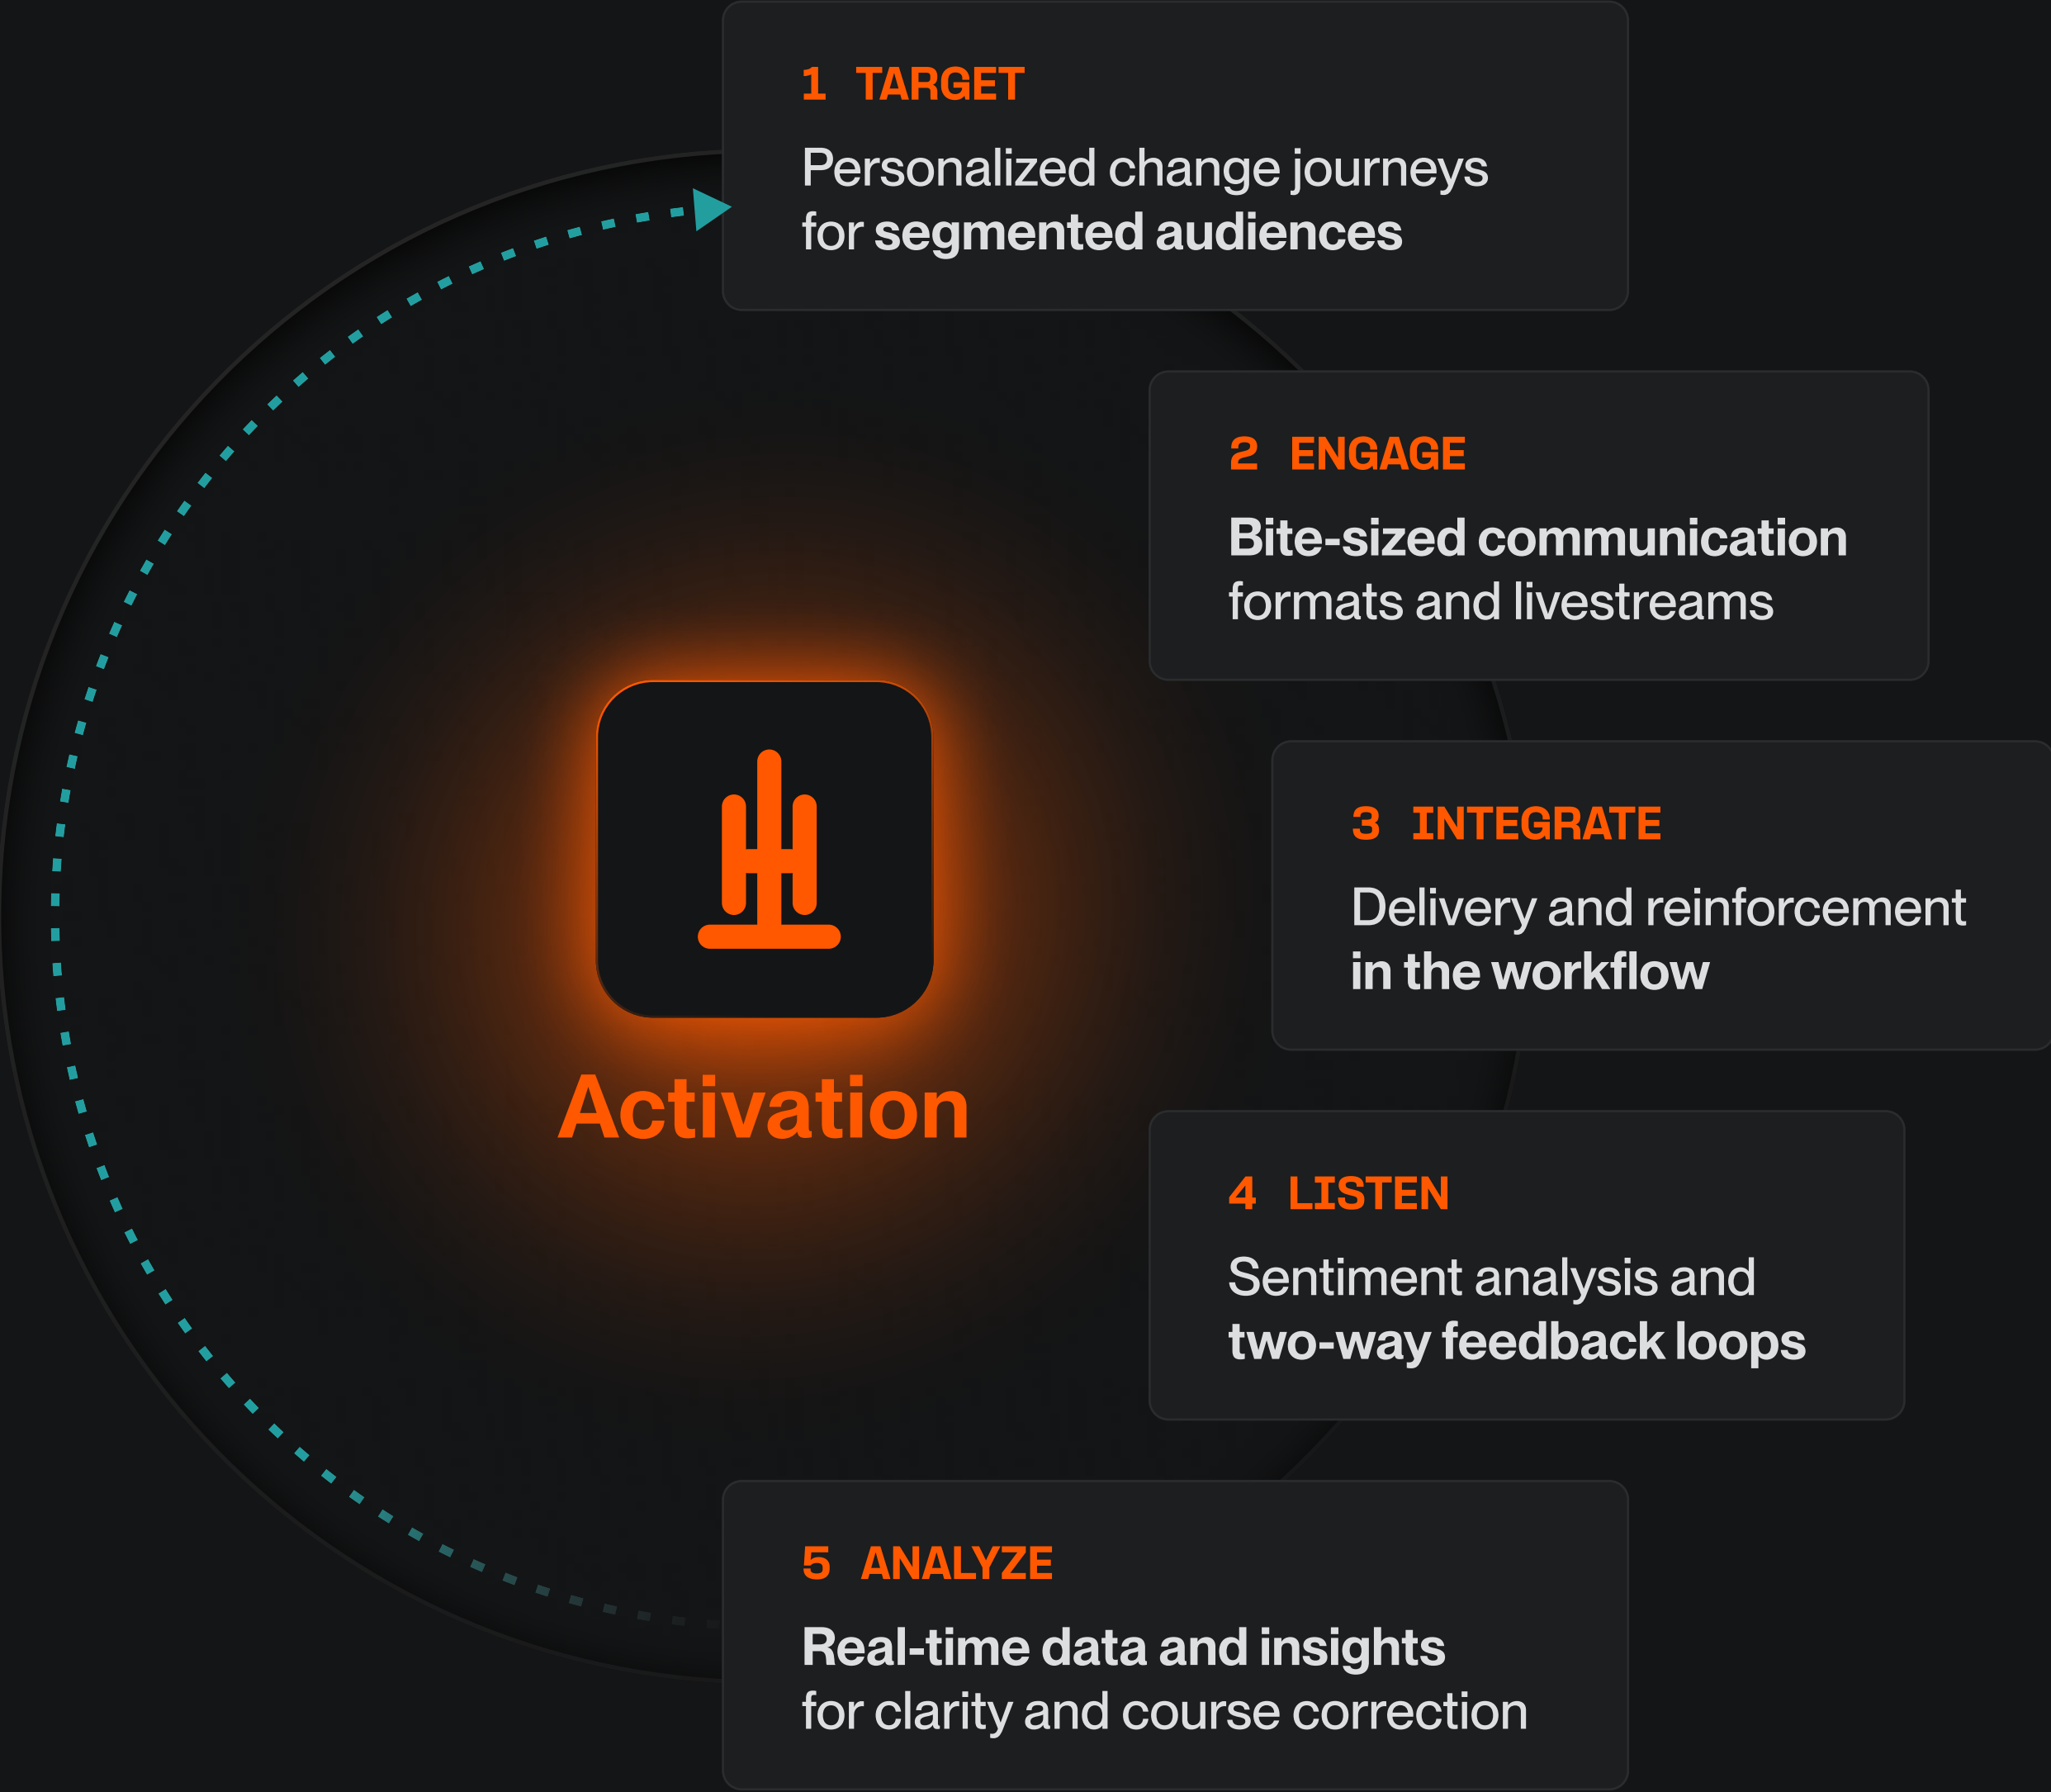 1 TARGET
Personalized change journeys
for segmented audiences
2 ENGAGE
Bite-sized communication
formats and livestreams
3 INTEGRATE
Delivery and reinforcement
in the workflow
Activation
4 LISTEN
Sentiment analysis and
two-way feedback loops
5 ANALYZE
Real-time data and insights
for clarity and course correction